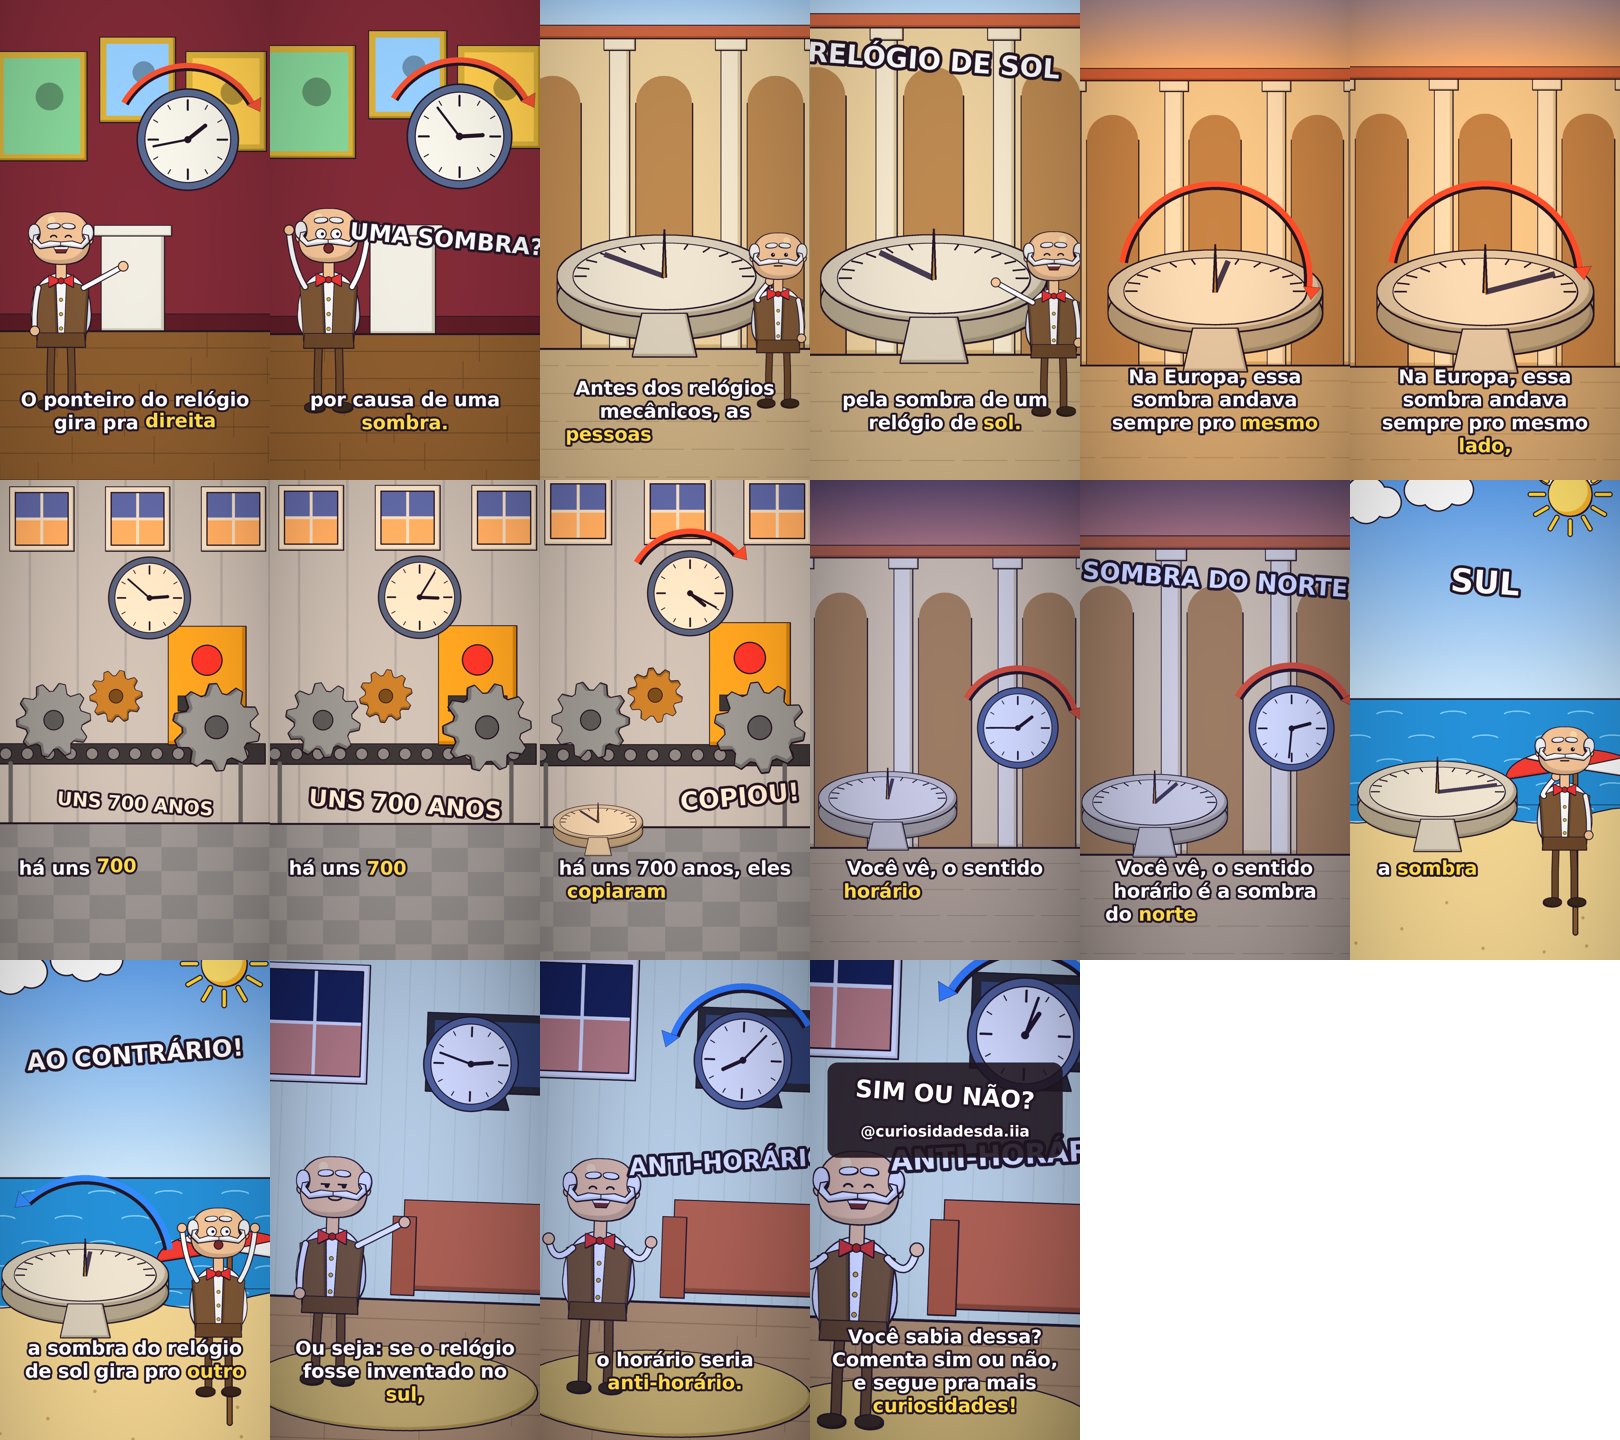 O ponteiro do relógio
gira pra direita
UMA SOMBRA?
por causa de uma
sombra.
Antes dos relógios
mecânicos, as
pessoas
RELÓGIO DE SOL
pela sombra de um
relógio de sol.
Na Europa, essa
sombra andava
sempre pro mesmo
Na Europa, essa
sombra andava
sempre pro mesmo
lado,
UNS 700 ANOS
há uns 700
UNS 700 ANOS
há uns 700
COPIOU!
há uns 700 anos, eles
copiaram
Você vê, o sentido
horário
SOMBRA DO NORTE
Você vê, o sentido
horário é a sombra
do norte
SUL
a sombra
AO CONTRÁRIO!
a sombra do relógio
de sol gira pro outro
Ou seja: se o relógio
fosse inventado no
sul,
ANTI-HORÁRIO
o horário seria
anti-horário.
SIM OU NÃO?
@curiosidadesda.iia
ANTI-HORÁR
Você sabia dessa?
Comenta sim ou não,
e segue pra mais
curiosidades!